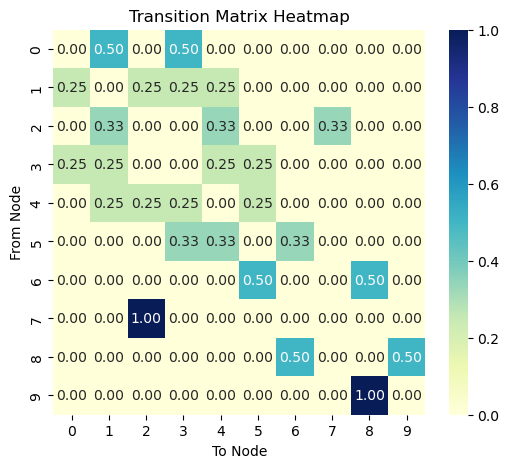 Transition Matrix Heatmap
From Node
0 0.00 0.50 0.00 0.50 0.00 0.00 0.00 0.00 0.00 0.00
1 0.25 0.00 0.25 0.25 0.25 0.00 0.00 0.00 0.00 0.00
2 0.00 0.33 0.00 0.00 0.33 0.00 0.00 0.33 0.00 0.00
3 0.25 0.25 0.00 0.00 0.25 0.25 0.00 0.00 0.00 0.00
4 0.00 0.25 0.25 0.25 0.00 0.25 0.00 0.00 0.00 0.00
5 0.00 0.00 0.00 0.33 0.33 0.00 0.33 0.00 0.00 0.00
6 0.00 0.00 0.00 0.00 0.00 0.50 0.00 0.00 0.50 0.00
7 0.00 0.00 1.00 0.00 0.00 0.00 0.00 0.00 0.00 0.00
8 0.00 0.00 0.00 0.00 0.00 0.00 0.50 0.00 0.00 0.50
9 0.00 0.00 0.00 0.00 0.00 0.00 0.00 0.00 1.00 0.00
0 1 2 3 4 5 6 7 8 9
To Node
1.0
0.8
0.6
0.4
0.2
0.0